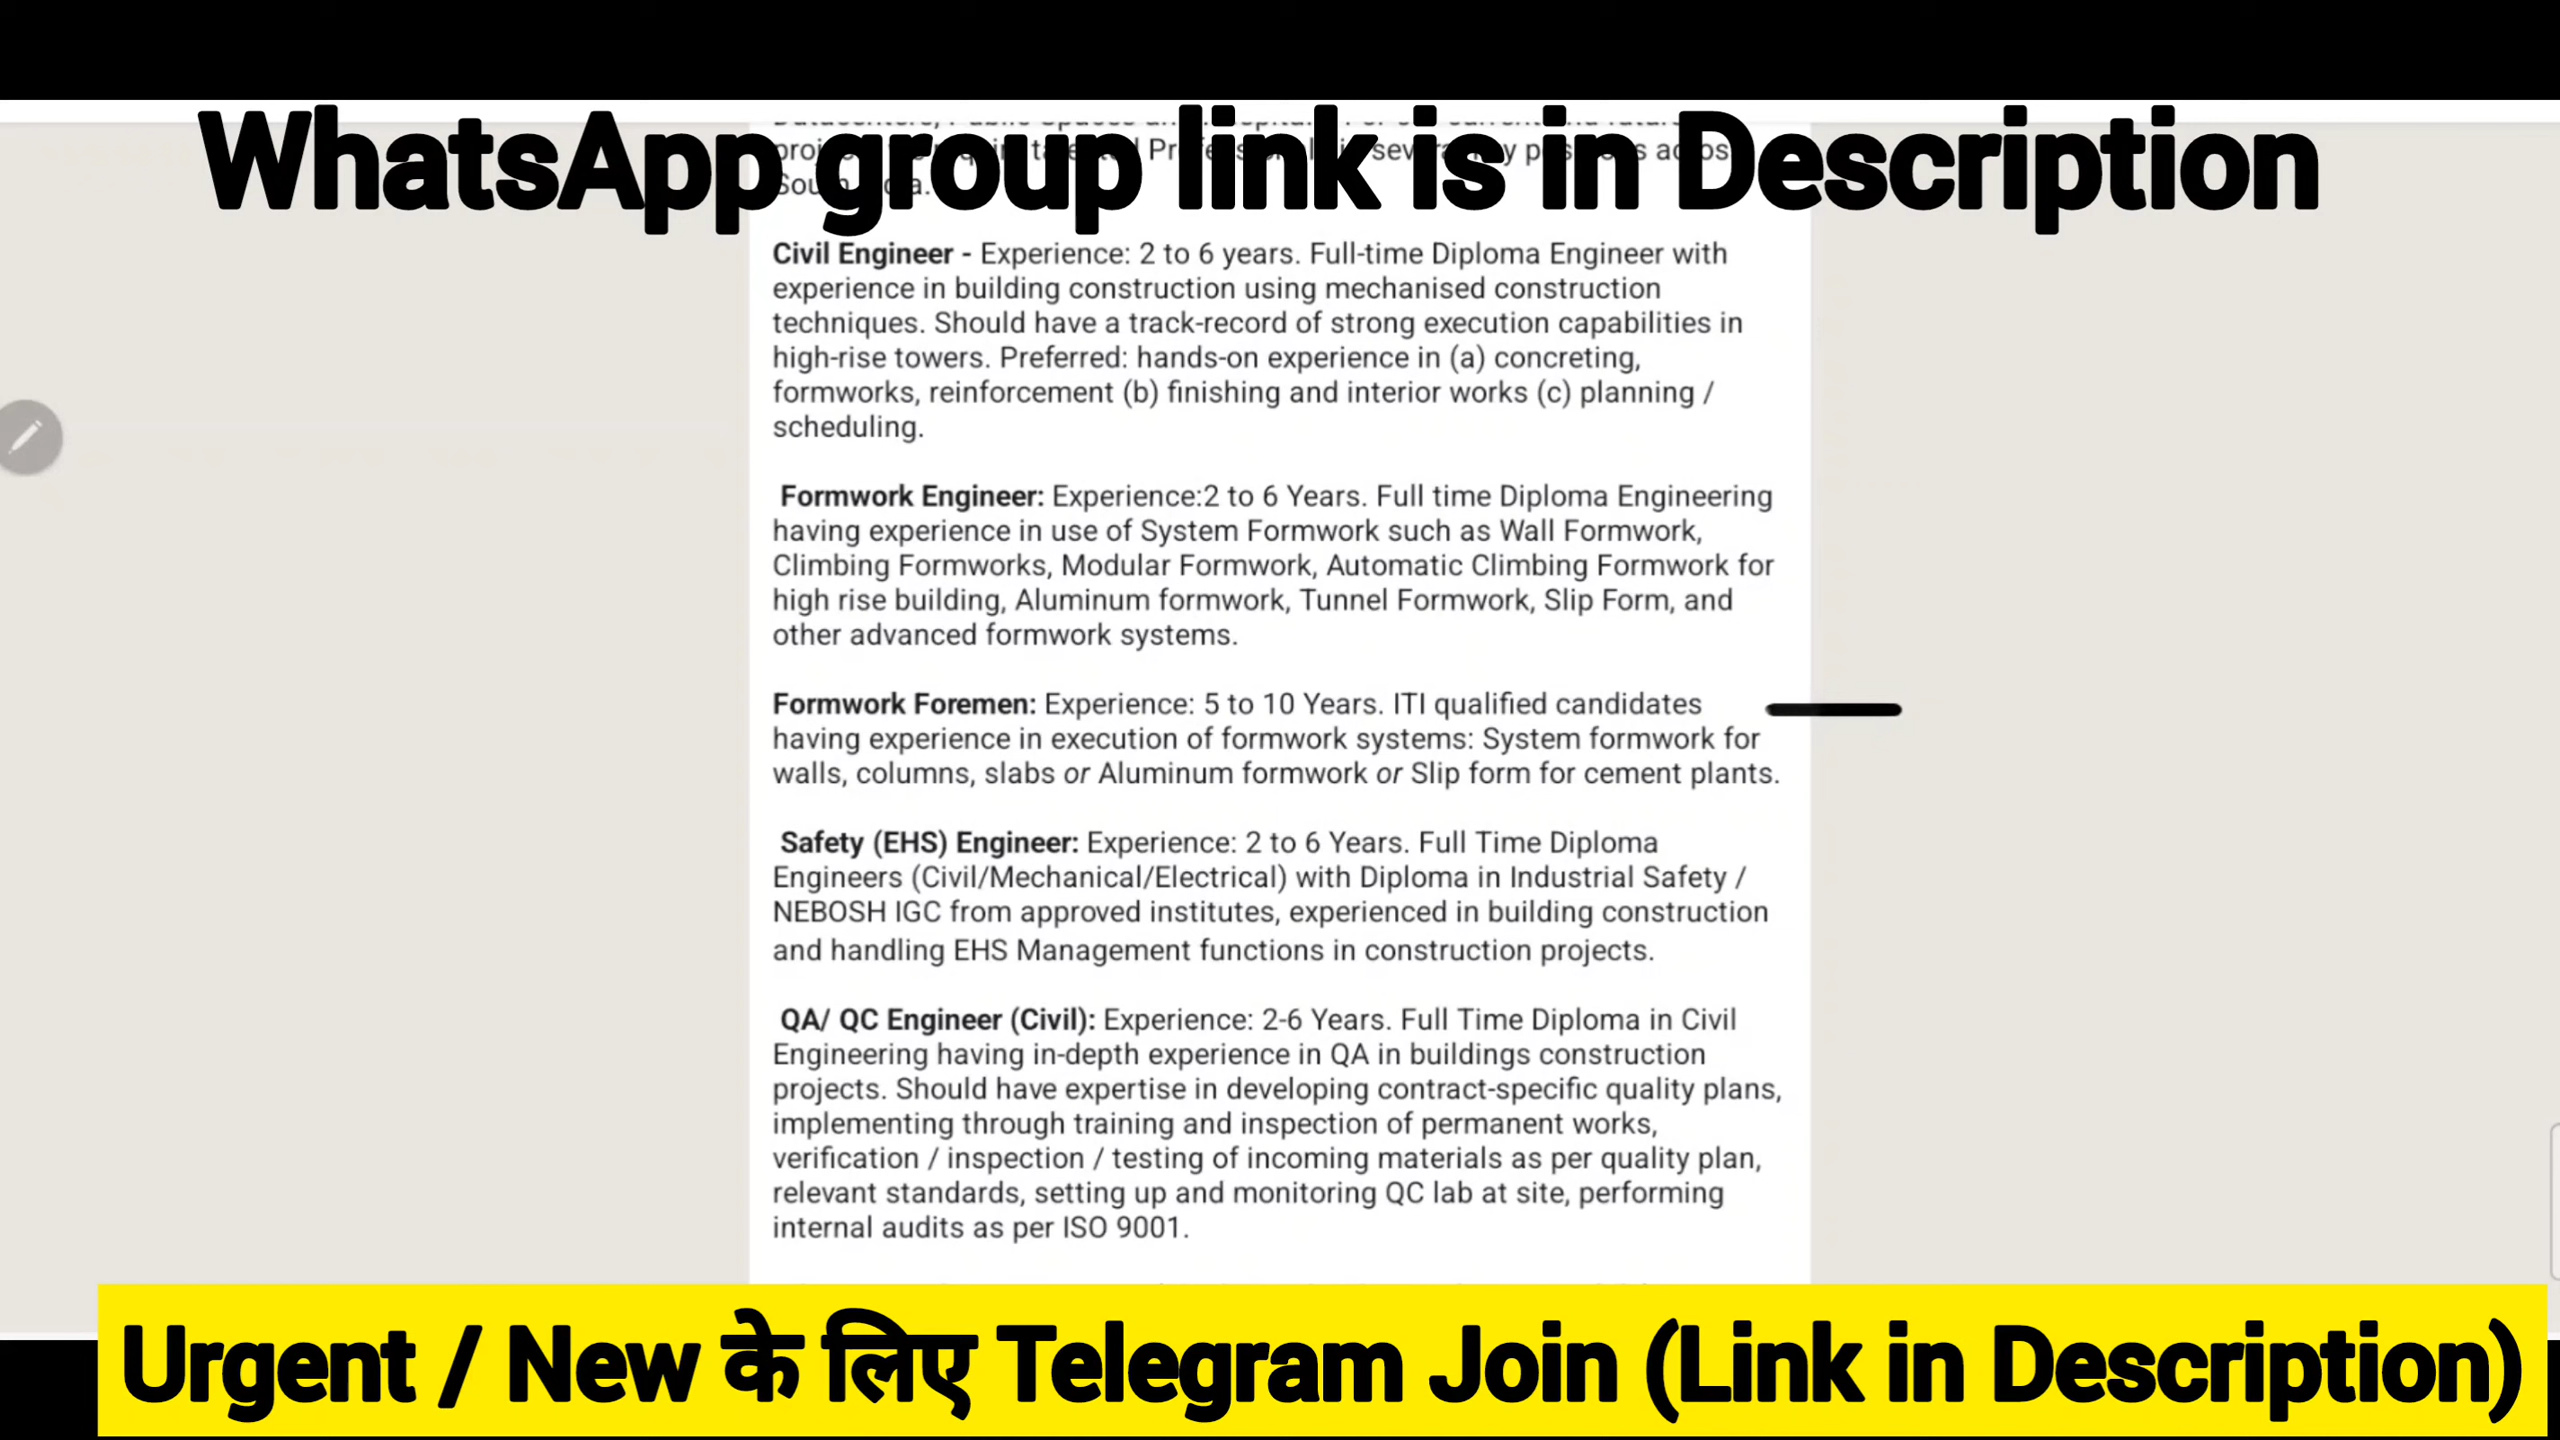 WhatsApp group link is in Description
Civil Engineer - Experience: 2 to 6 years. Full-time Diploma Engineer with
experience in building construction using mechanised construction
techniques. Should have a track-record of strong execution capabilities in
high-rise towers. Preferred: hands-on experience in (a) concreting,
formworks, reinforcement (b) finishing and interior works (c) planning /
scheduling.
Formwork Engineer: Experience:2 to 6 Years. Full time Diploma Engineering
having experience in use of System Formwork such as Wall Formwork,
Climbing Formworks, Modular Formwork, Automatic Climbing Formwork for
high rise building, Aluminum formwork, Tunnel Formwork, Slip Form, and
other advanced formwork systems.
Formwork Foremen: Experience: 5 to 10 Years. ITI qualified candidates
having experience in execution of formwork systems: System formwork for
walls, columns, slabs or Aluminum formwork or Slip form for cement plants.
Safety (EHS) Engineer: Experience: 2 to 6 Years. Full Time Diploma
Engineers (Civil/Mechanical/Electrical) with Diploma in Industrial Safety /
NEBOSH IGC from approved institutes, experienced in building construction
and handling EHS Management functions in construction projects.
QA/ QC Engineer (Civil): Experience: 2-6 Years. Full Time Diploma in Civil
Engineering having in-depth experience in QA in buildings construction
projects. Should have expertise in developing contract-specific quality plans,
implementing through training and inspection of permanent works,
verification / inspection / testing of incoming materials as per quality plan,
relevant standards, setting up and monitoring QC lab at site, performing
internal audits as per ISO 9001.
Urgent / New के लिए Telegram Join (Link in Description)